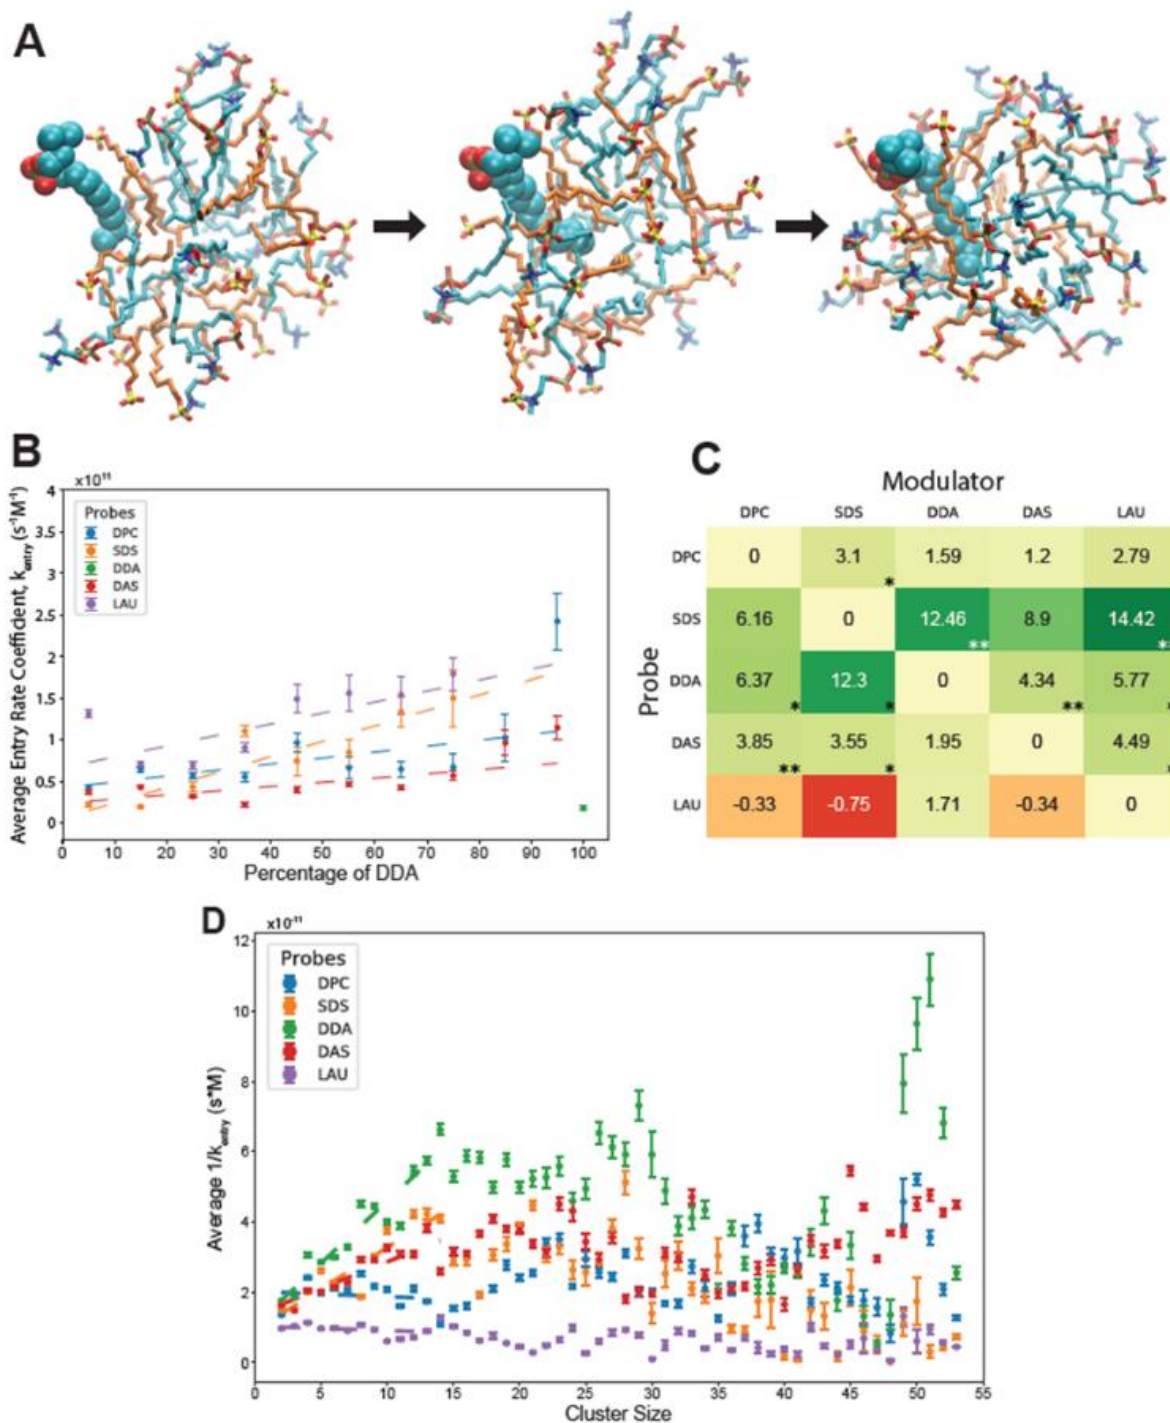 A
B
×10¹¹
Average Entry Rate Coefficient, k_entry (s⁻¹M⁻¹)
4
3.5
3
2.5
2
1.5
1
0.5
0
Probes
DPC
SDS
DDA
DAS
LAU
0 10 20 30 40 50 60 70 80 90 100
Percentage of DDA
C
Modulator
DPC SDS DDA DAS LAU
Probe
DPC 0 3.1 1.59 1.2 2.79
*
SDS 6.16 0 12.46 8.9 14.42
** *
DDA 6.37 12.3 0 4.34 5.77
* * **
DAS 3.85 3.55 1.95 0 4.49
** *
LAU -0.33 -0.75 1.71 -0.34 0
D
x10⁻¹¹
Average 1/k_entry (s*M)
12
10
8
6
4
2
0
Probes
DPC
SDS
DDA
DAS
LAU
0 5 10 15 20 25 30 35 40 45 50 55
Cluster Size